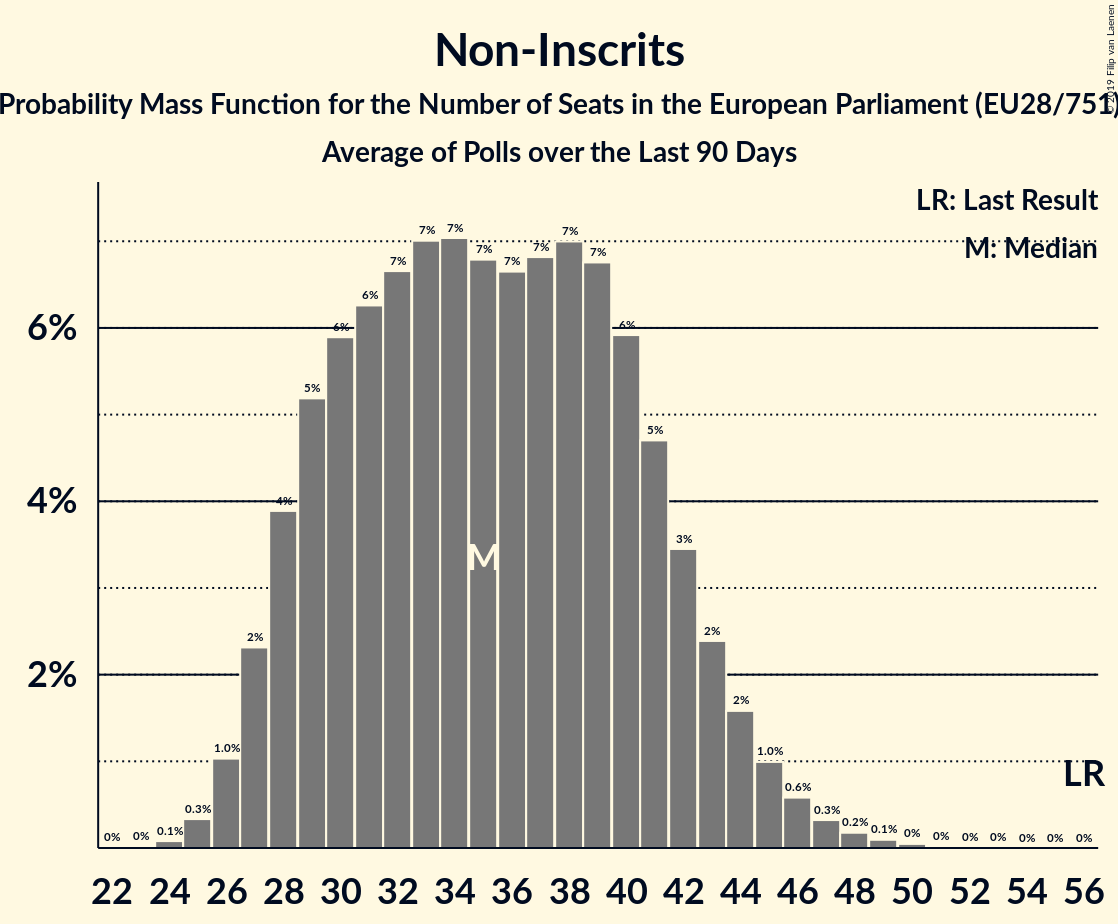 Non-Inscrits
Probability Mass Function for the Number of Seats in the European Parliament (EU28/751)
Average of Polls over the Last 90 Days
© 2019 Filip van Laenen
LR: Last Result
M: Median
7% 7% 7% 7% 7% 7% 7% 7% 7%
6% 6% 6% 6%
5% 5%
4% 4%
3%
M
2% 2% 2% 2%
1.0% 1.0%
LR
0% 0% 0.1% 0.3% 0.6% 0.3% 0.2% 0.1% 0% 0% 0% 0% 0% 0% 0%
22 24 26 28 30 32 34 36 38 40 42 44 46 48 50 52 54 56